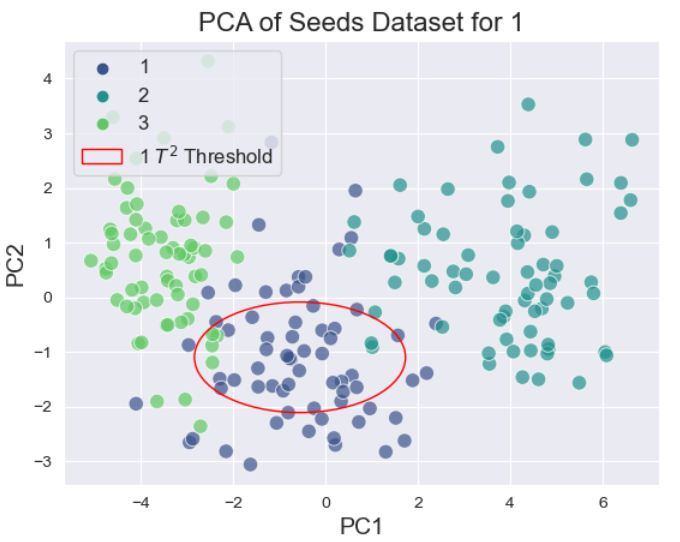 PCA of Seeds Dataset for 1
1
2
3
1 T² Threshold
PC2
4
3
2
1
0
−1
−2
−3
−4 −2 0 2 4 6
PC1